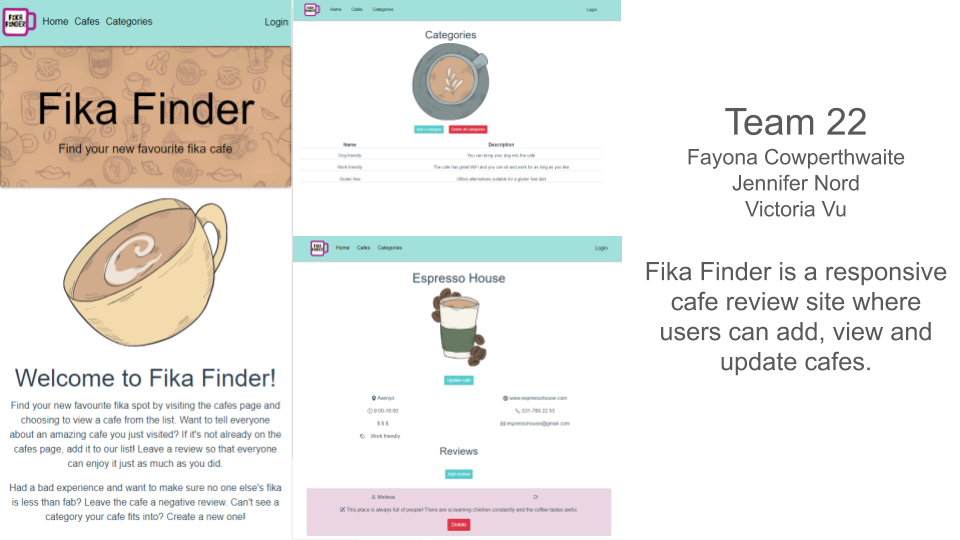 FIKA
FINDER
Home Cafes Categories
Login
Fika Finder
Find your new favourite fika cafe
Welcome to Fika Finder!
Find your new favourite fika spot by visiting the cafes page and
choosing to view a cafe from the list. Want to tell everyone
about an amazing cafe you just visited? If it's not already on the
cafes page, add it to our list! Leave a review so that everyone
can enjoy it just as much as you did.
Had a bad experience and want to make sure no one else's fika
is less than fab? Leave the cafe a negative review. Can't see a
category your cafe fits into? Create a new one!
FIKA
FINDER
Home Cafes Categories
Login
Categories
Add a category Delete all categories
Name Description
Dog friendly You can bring your dog into the cafe
Work friendly The cafe has great WiFi and you can sit and work for as long as you like
Gluten free Offers alternatives suitable for a gluten free diet
FIKA
FINDER
Home Cafes Categories
Login
Espresso House
Update cafe
Avenyn www.espressohouse.com
9:00-19:00 031-788 22 55
$ $ $ espressohouse@gmail.com
Work friendly
Reviews
Add review
Melissa
This place is always full of people! There are screaming children constantly and the coffee tastes awful
Delete
Team 22
Fayona Cowperthwaite
Jennifer Nord
Victoria Vu
Fika Finder is a responsive
cafe review site where
users can add, view and
update cafes.